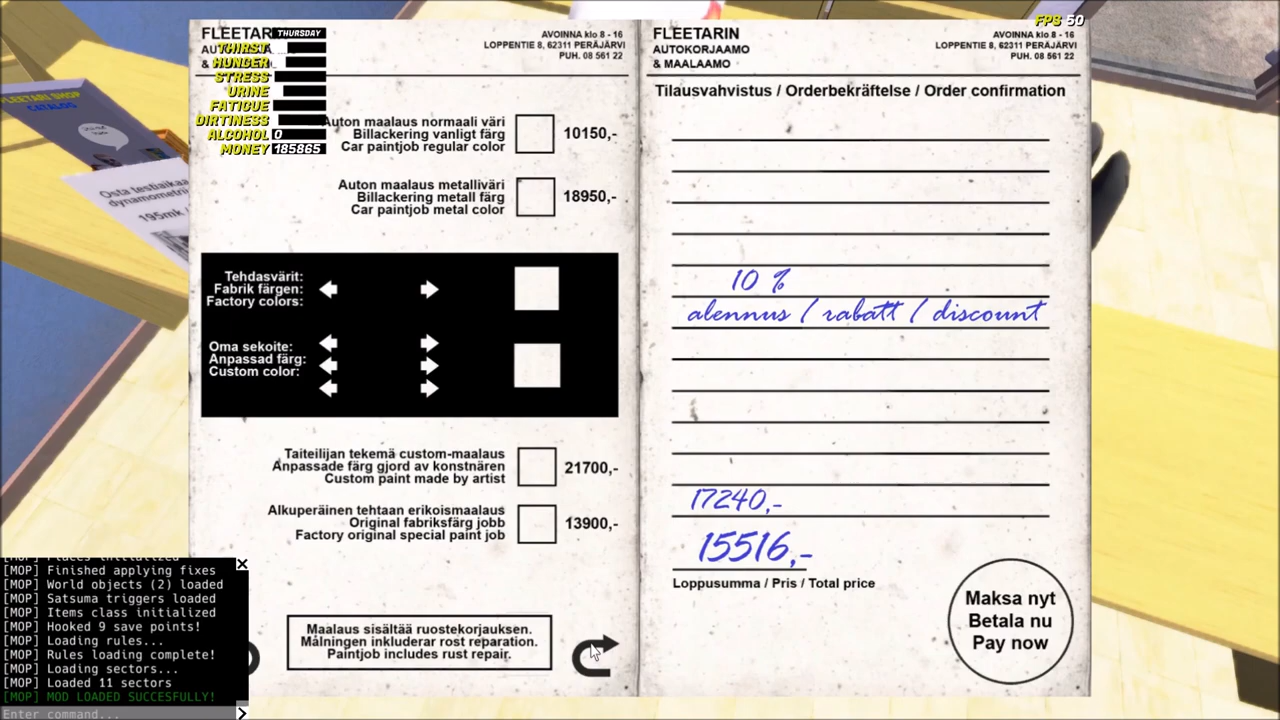 FPS 50
FLEETAR
THURSDAY
AU
THIRST
HUNGER
&
STRESS
URINE
FATIGUE
DIRTINESS
ALCOHOL 0
MONEY 185865
AVOINNA klo 8 - 16
LOPPENTIE 8, 62311 PERÄJÄRVI
PUH. 08 561 22
Auton maalaus normaali väri
Billackering vanligt färg
Car paintjob regular color
10150,-
Auton maalaus metalliväri
Billackering metall färg
Car paintjob metal color
18950,-
Tehdasvärit:
Fabrik färgen:
Factory colors:
Oma sekoite:
Anpassad färg:
Custom color:
Taiteilijan tekemä custom-maalaus
Anpassade färg gjord av konstnären
Custom paint made by artist
21700,-
Alkuperäinen tehtaan erikoismaalaus
Original fabriksfärg jobb
Factory original special paint job
13900,-
Maalaus sisältää ruostekorjauksen.
Målningen inkluderar rost reparation.
Paintjob includes rust repair.
FLEETARIN
AUTOKORJAAMO
& MAALAAMO
AVOINNA klo 8 - 16
LOPPENTIE 8, 62311 PERÄJÄRVI
PUH. 08 561 22
Tilausvahvistus / Orderbekräftelse / Order confirmation
10 %
alennus / rabatt / discount
17240,-
15516,-
Loppusumma / Pris / Total price
Maksa nyt
Betala nu
Pay now
FLEETARI SHOP
CATALOG
Osta testiaikaa
dynamometri
195mk
[MOP] Finished applying fixes
[MOP] World objects (2) loaded
[MOP] Satsuma triggers loaded
[MOP] Items class initialized
[MOP] Hooked 9 save points!
[MOP] Loading rules...
[MOP] Rules loading complete!
[MOP] Loading sectors...
[MOP] Loaded 11 sectors
[MOP] MOD LOADED SUCCESFULLY!
Enter command...